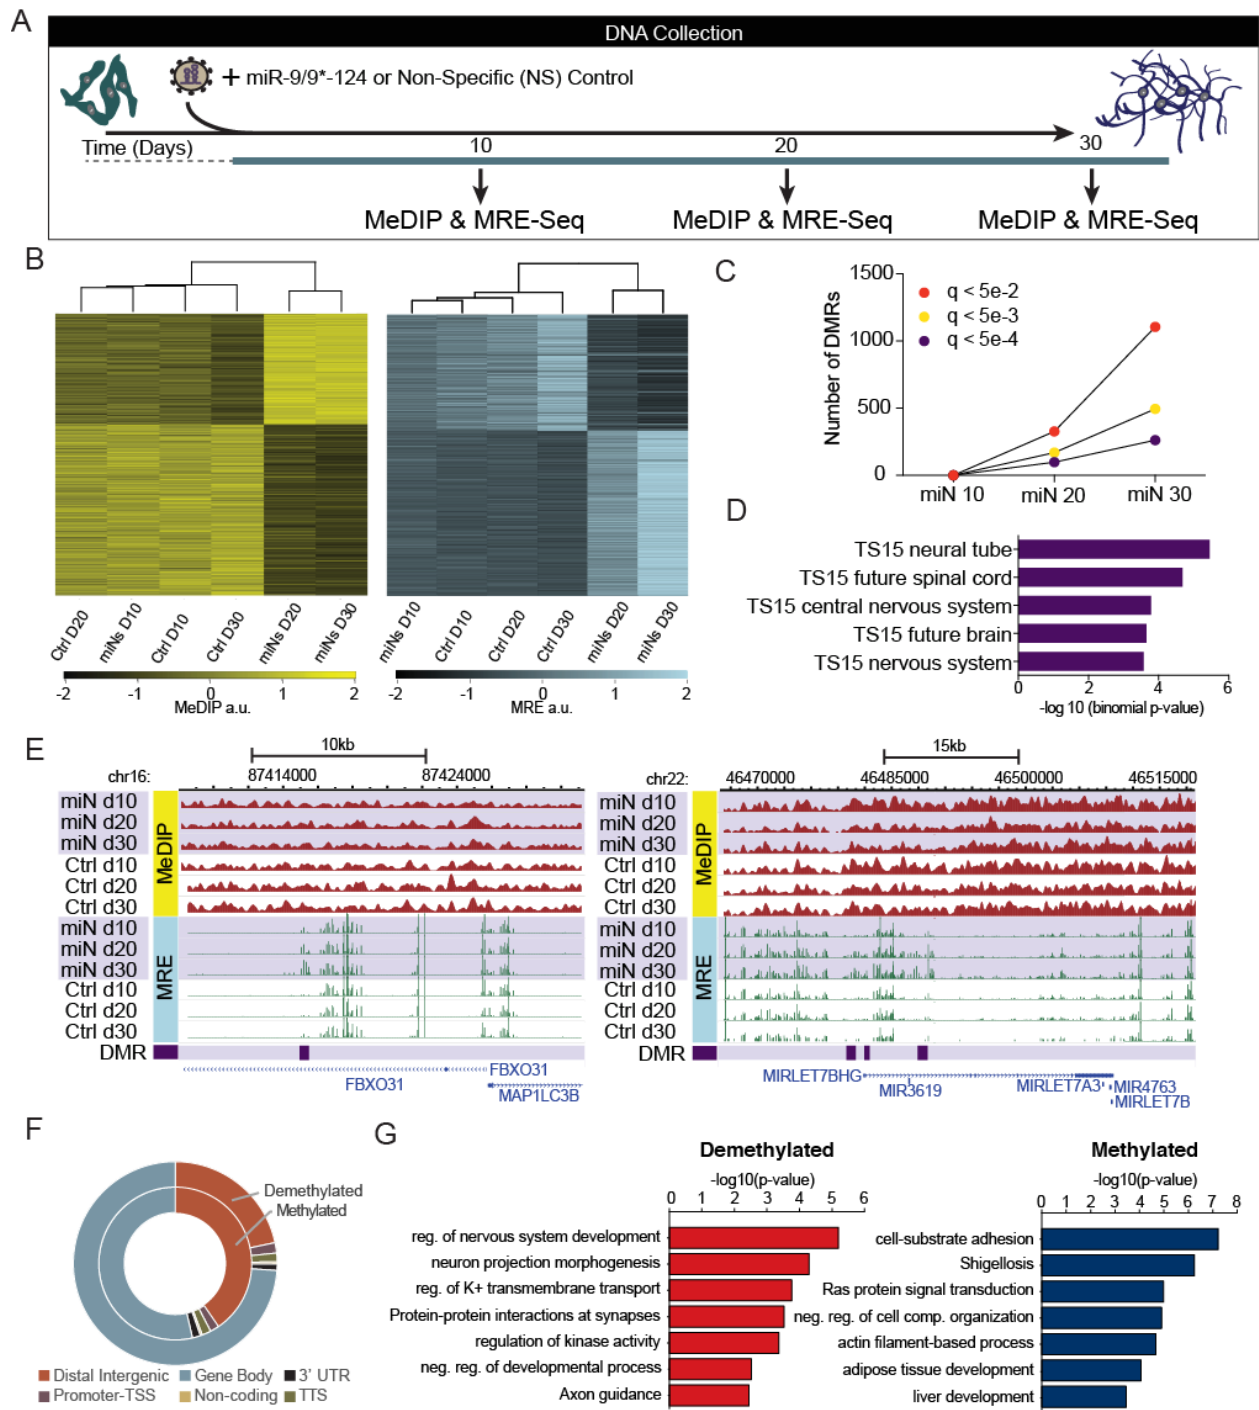 A
DNA Collection
+ miR-9/9*-124 or Non-Specific (NS) Control
Time (Days)
10
20
30
MeDIP & MRE-Seq
MeDIP & MRE-Seq
MeDIP & MRE-Seq
B
Ctrl D20
miNs D10
Ctrl D10
Ctrl D30
miNs D20
miNs D30
-2 -1 0 1 2
MeDIP a.u.
miNs D10
Ctrl D10
Ctrl D20
Ctrl D30
miNs D20
miNs D30
-2 -1 0 1 2
MRE a.u.
C
Number of DMRs
1500
1000
500
0
q < 5e-2
q < 5e-3
q < 5e-4
miN 10
miN 20
miN 30
D
TS15 neural tube
TS15 future spinal cord
TS15 central nervous system
TS15 future brain
TS15 nervous system
0 2 4 6
-log 10 (binomial p-value)
E
10kb
chr16: 87414000 87424000
miN d10
miN d20
miN d30
Ctrl d10
Ctrl d20
Ctrl d30
MeDIP
miN d10
miN d20
miN d30
Ctrl d10
Ctrl d20
Ctrl d30
MRE
DMR
FBXO31
FBXO31
MAP1LC3B
15kb
chr22: 46470000 46485000 46500000 46515000
miN d10
miN d20
miN d30
Ctrl d10
Ctrl d20
Ctrl d30
MeDIP
miN d10
miN d20
miN d30
Ctrl d10
Ctrl d20
Ctrl d30
MRE
DMR
MIRLET7BHG
MIR3619
MIRLET7A3
MIR4763
MIRLET7B
F
Demethylated
Methylated
Distal Intergenic
Gene Body
3' UTR
Promoter-TSS
Non-coding
TTS
G
Demethylated
-log10(p-value)
0 1 2 3 4 5 6
reg. of nervous system development
neuron projection morphogenesis
reg. of K+ transmembrane transport
Protein-protein interactions at synapses
regulation of kinase activity
neg. reg. of developmental process
Axon guidance
Methylated
-log10(p-value)
0 1 2 3 4 5 6 7 8
cell-substrate adhesion
Shigellosis
Ras protein signal transduction
neg. reg. of cell comp. organization
actin filament-based process
adipose tissue development
liver development